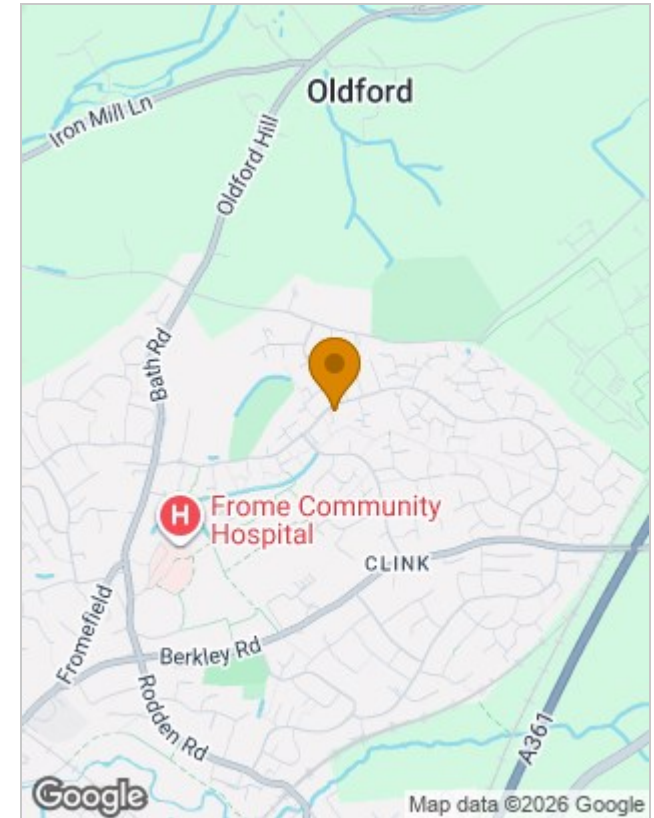 Oldford
Iron Mill Ln
Oldford Hill
Bath Rd
H
Frome Community
Hospital
CLINK
Fromefield
Berkley Rd
Rodden Rd
A361
Google
Map data ©2026 Google